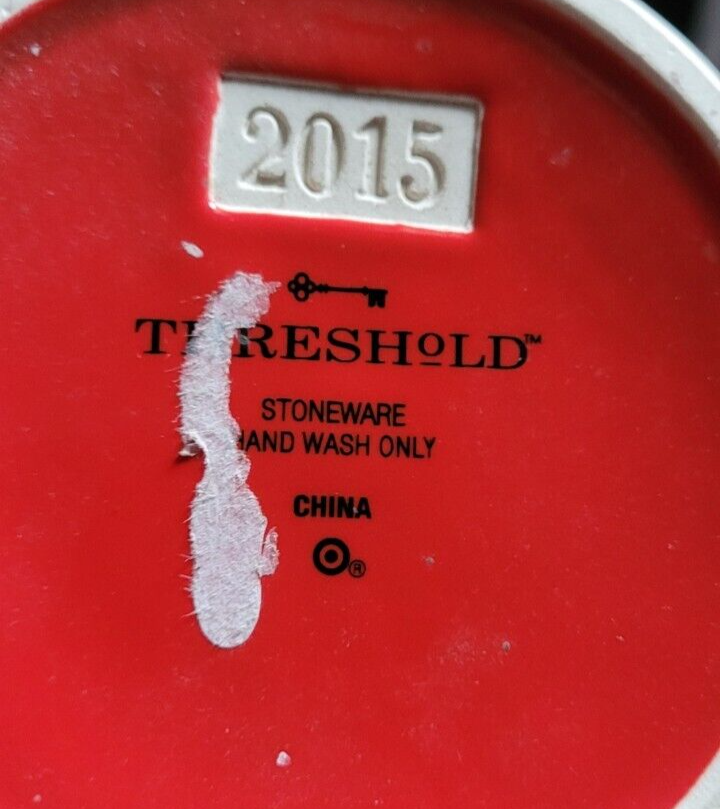 2015
THRESHOLD™
STONEWARE
HAND WASH ONLY
CHINA
®